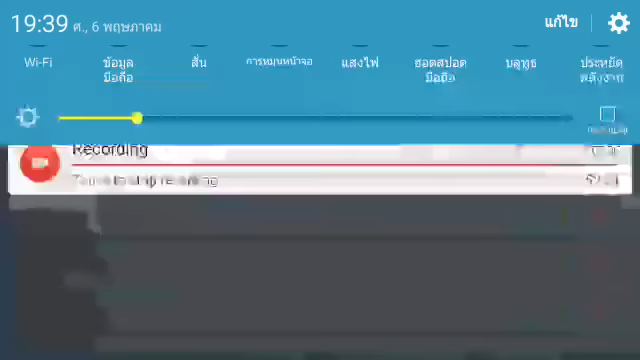 19:39 ศ., 6 พฤษภาคม
แก้ไข
Wi-Fi
ข้อมูล
มือถือ
สั่น
การหมุนหน้าจอ
แสงไฟ
ฮอตสปอต
มือถือ
บลูทูธ
ประหยัด
พลังงาน
Recording